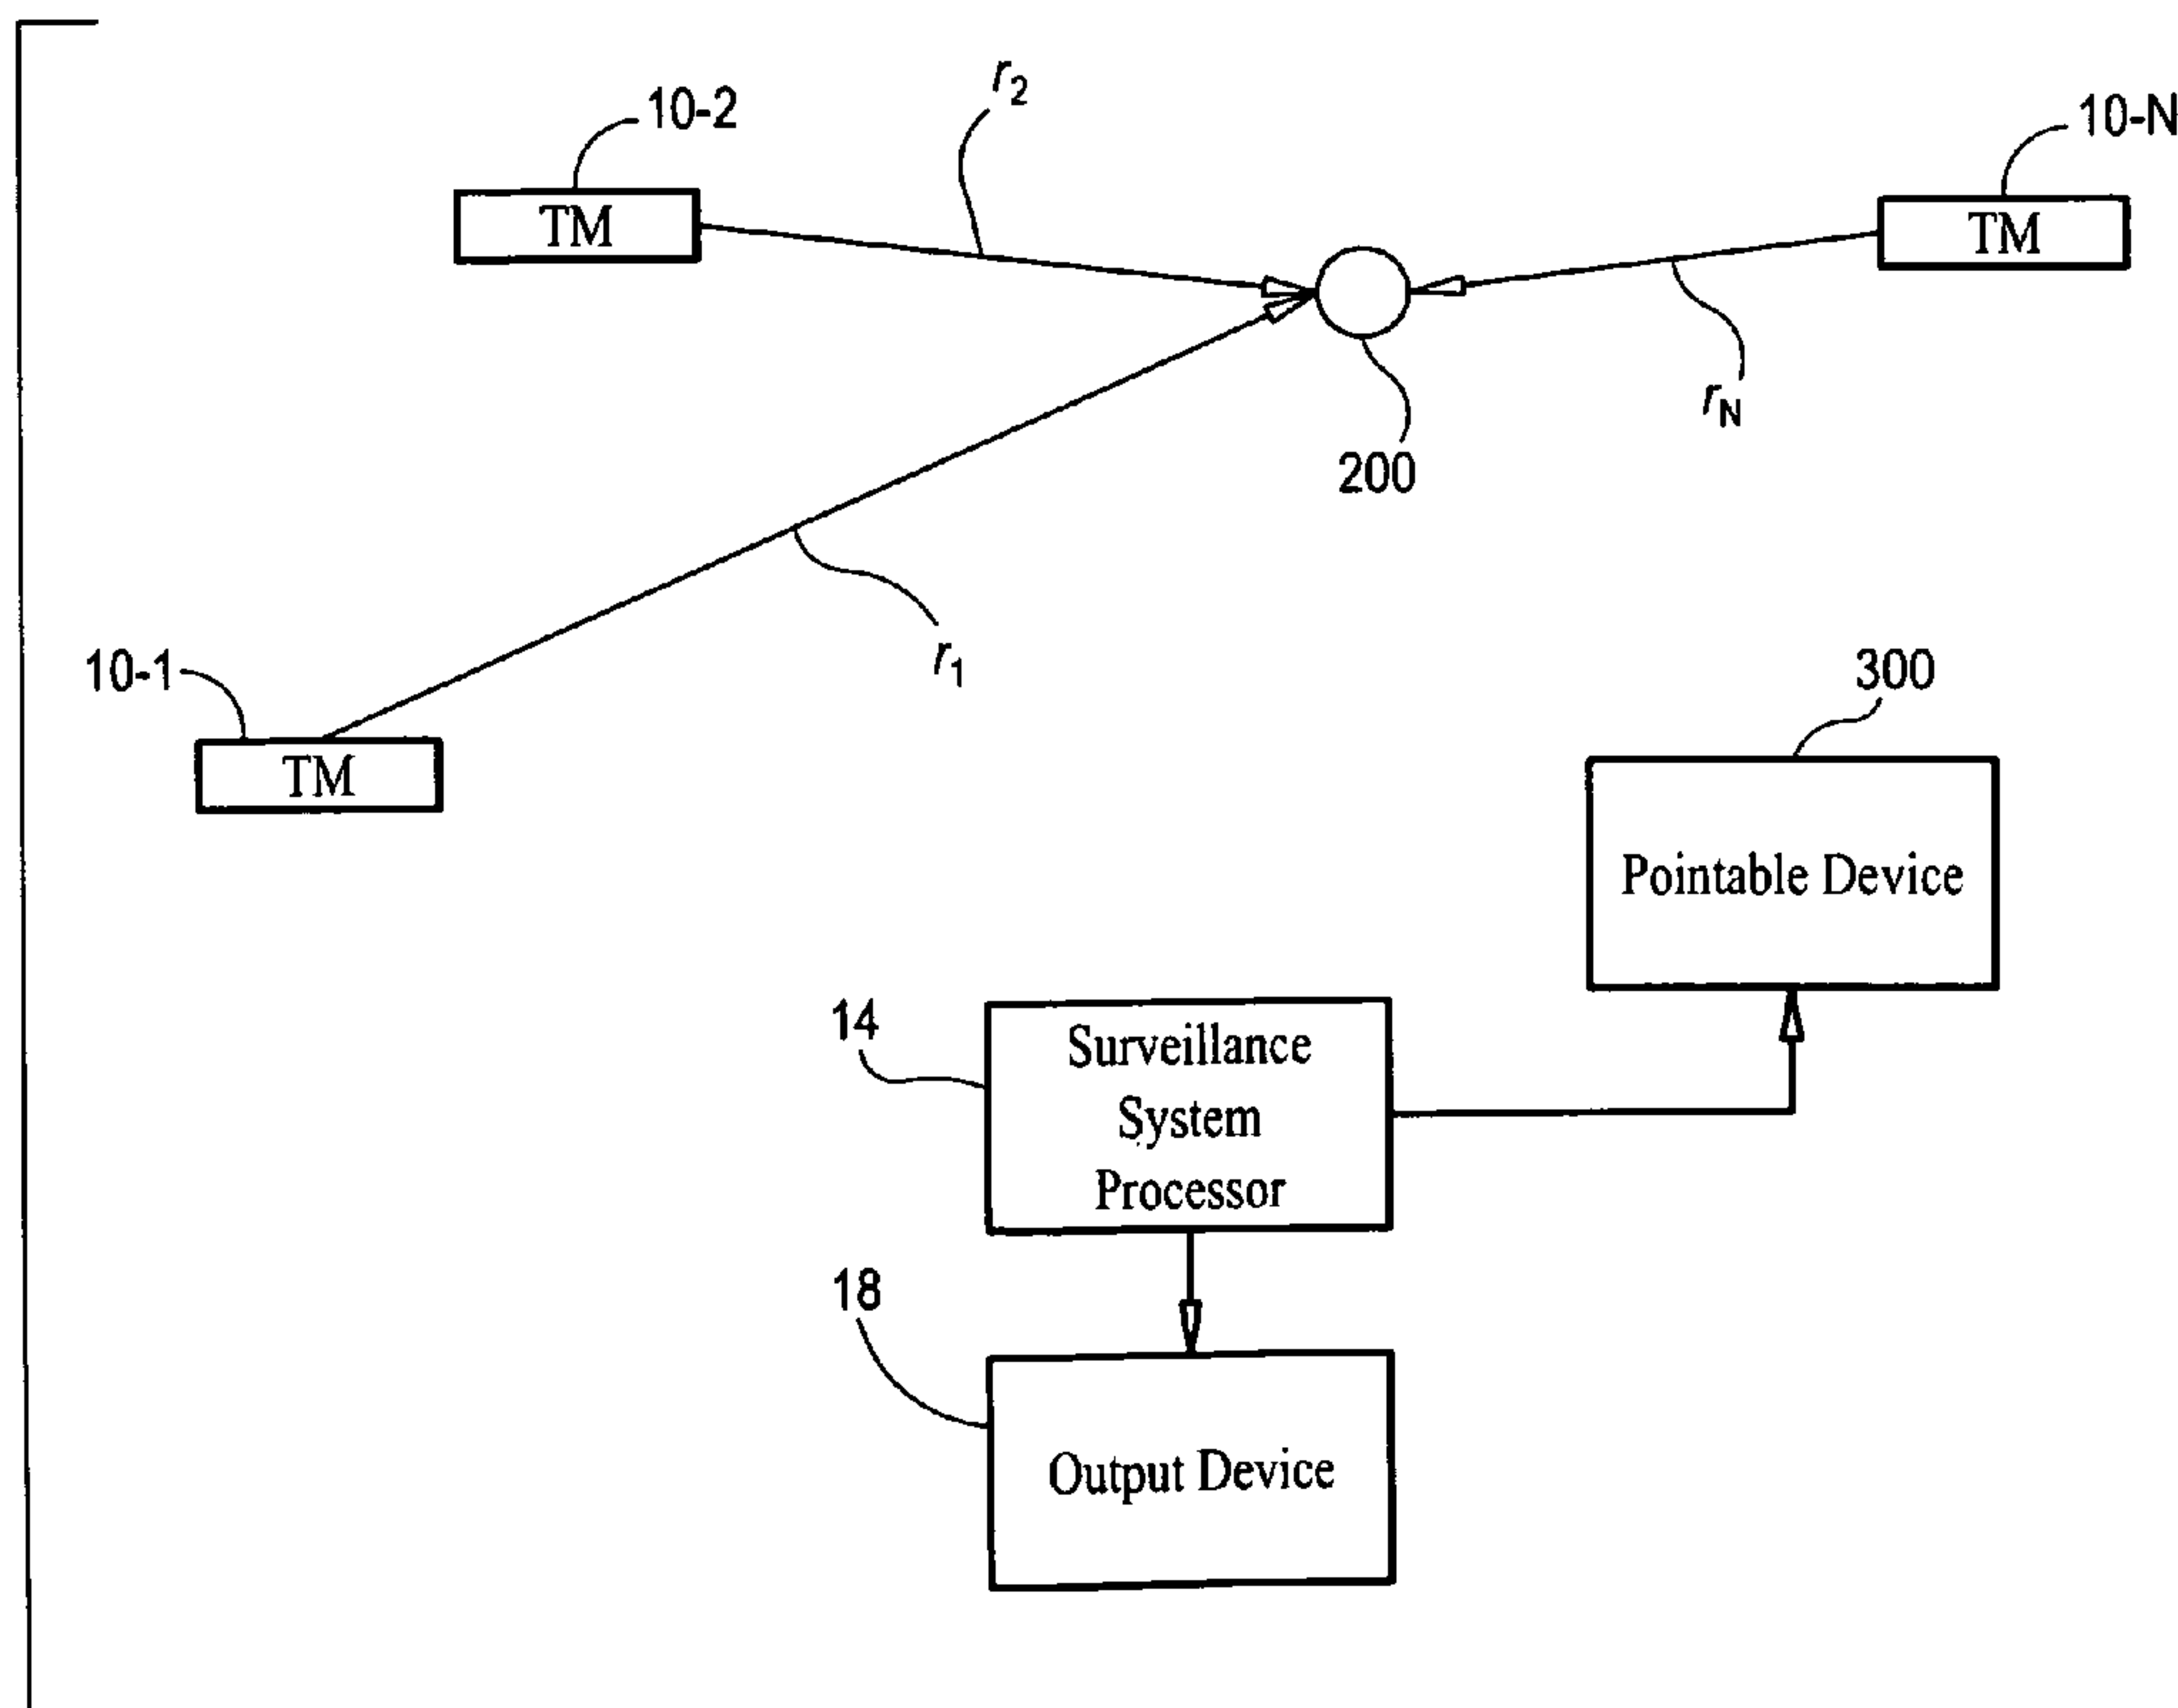 r2
10-2
10-N
TM
TM
rN
200
r1
10-1
300
TM
Pointable Device
14
Surveillance
System
Processor
18
Output Device